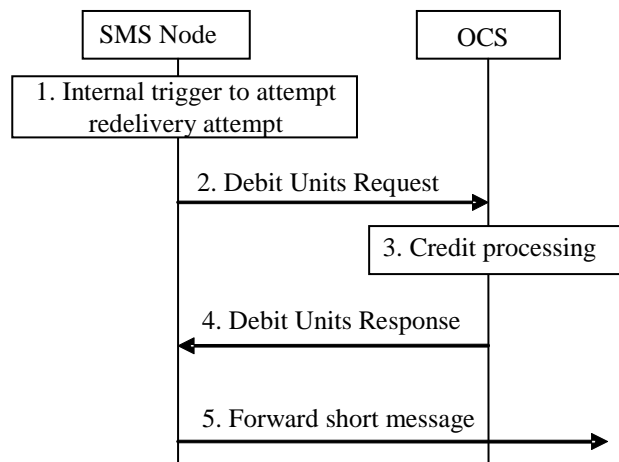 SMS Node
OCS
1. Internal trigger to attempt
redelivery attempt
2. Debit Units Request
3. Credit processing
4. Debit Units Response
5. Forward short message